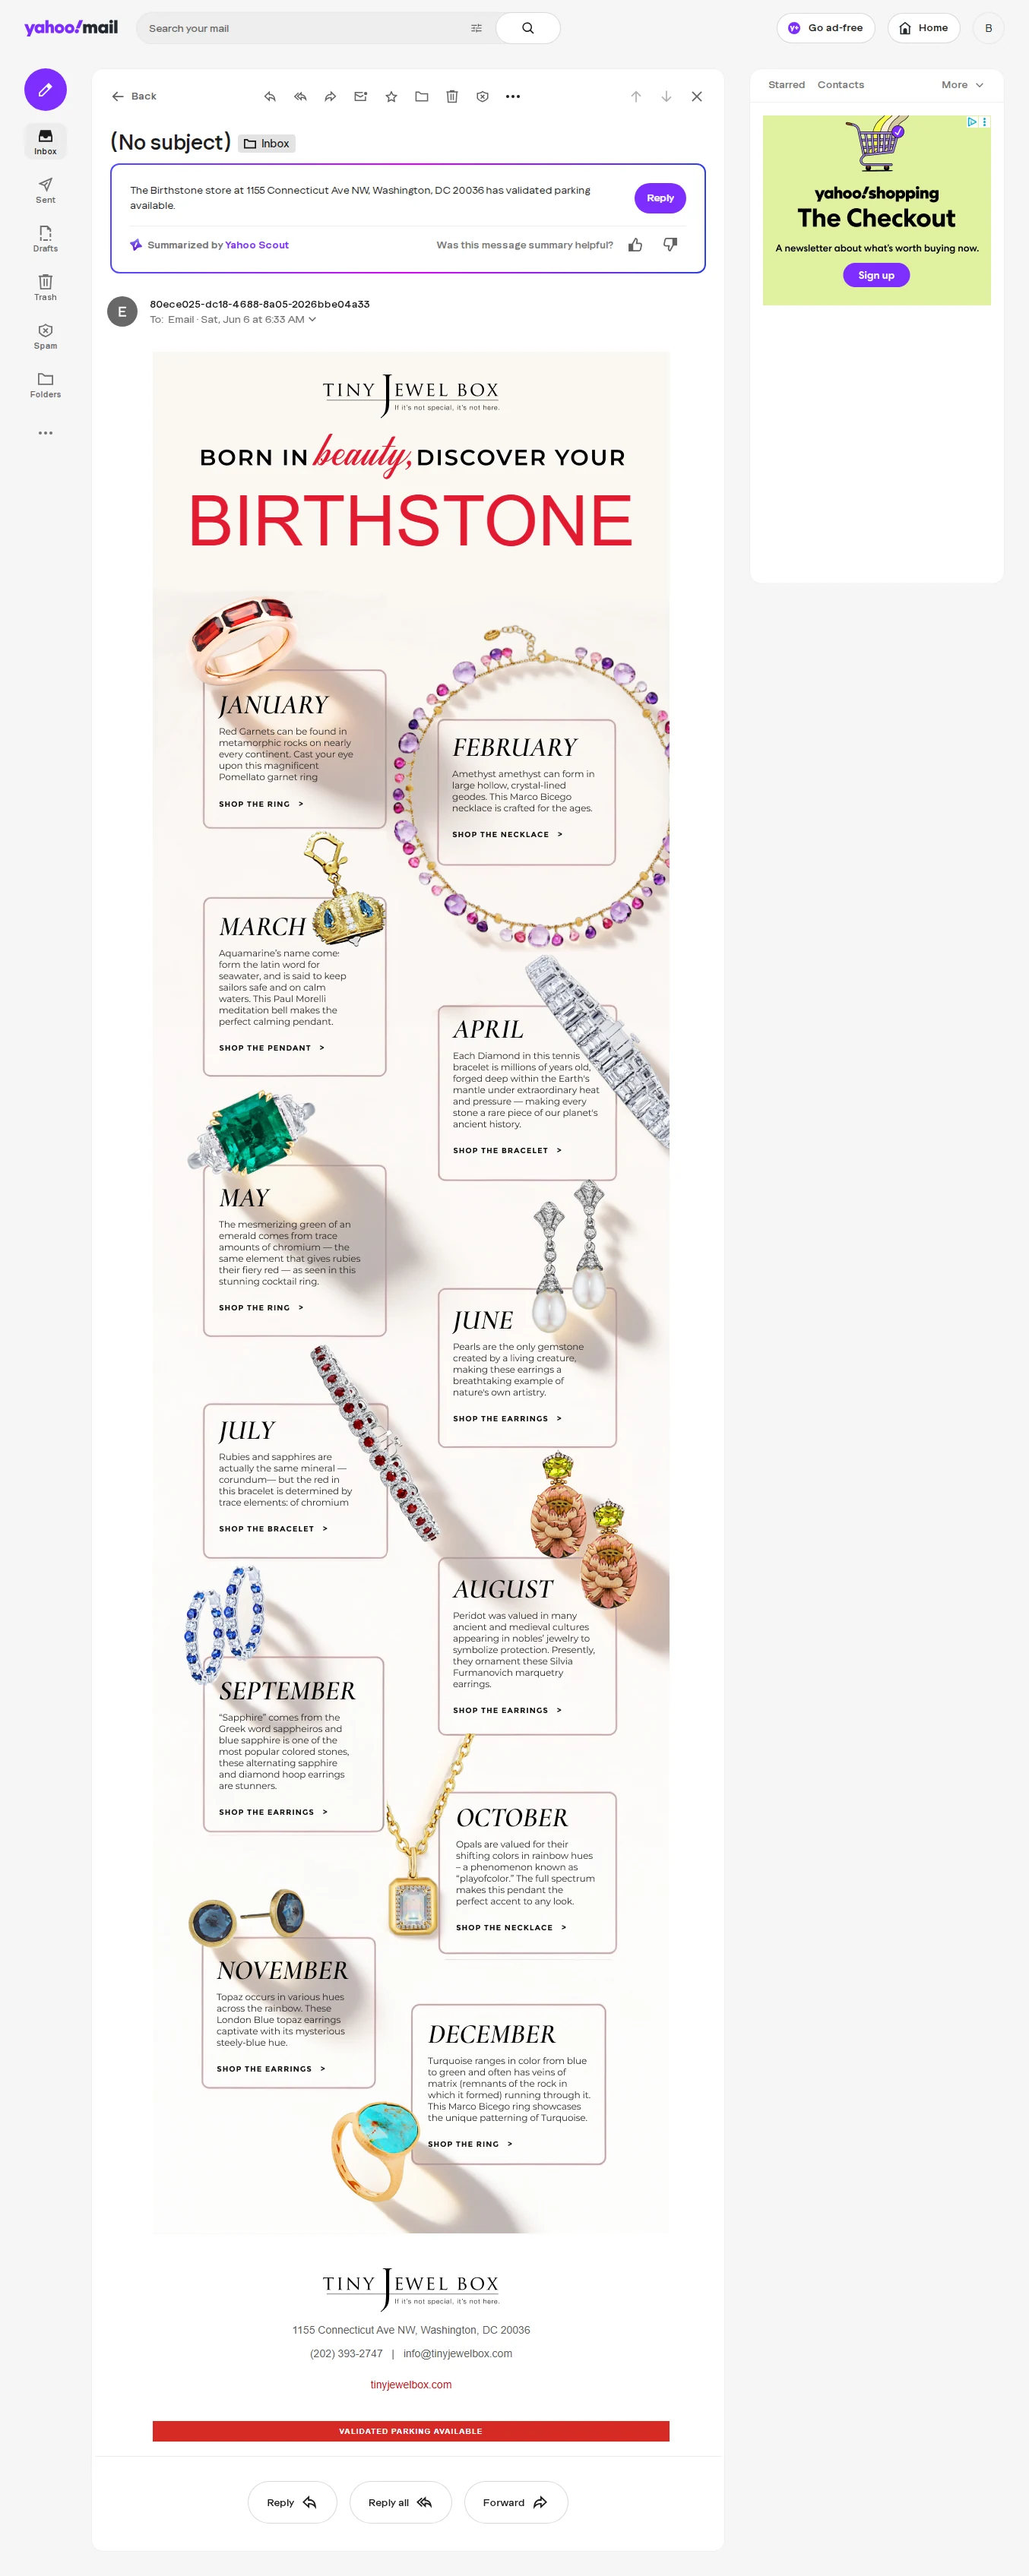 yahoo!mail
Search your mail
Go ad-free
Home
B
Inbox
Sent
Drafts
Trash
Spam
Folders
Back
(No subject)
Inbox
The Birthstone store at 1155 Connecticut Ave NW, Washington, DC 20036 has validated parking
available.
Reply
Summarized by Yahoo Scout
Was this message summary helpful?
E
80ece025-dc18-4688-8a05-2026bbe04a33
To: Email · Sat, Jun 6 at 6:33 AM
Starred
Contacts
More
yahoo!shopping
The Checkout
A newsletter about what's worth buying now.
Sign up
TINY JEWEL BOX
If it's not special, it's not here.
BORN IN beauty, DISCOVER YOUR
BIRTHSTONE
JANUARY
Red Garnets can be found in
metamorphic rocks on nearly
every continent. Cast your eye
upon this magnificent
Pomellato garnet ring
SHOP THE RING >
FEBRUARY
Amethyst amethyst can form in
large hollow, crystal-lined
geodes. This Marco Bicego
necklace is crafted for the ages.
SHOP THE NECKLACE >
MARCH
Aquamarine's name comes
form the latin word for
seawater, and is said to keep
sailors safe and on calm
waters. This Paul Morelli
meditation bell makes the
perfect calming pendant.
SHOP THE PENDANT >
APRIL
Each Diamond in this tennis
bracelet is millions of years old,
forged deep within the Earth's
mantle under extraordinary heat
and pressure — making every
stone a rare piece of our planet's
ancient history.
SHOP THE BRACELET >
MAY
The mesmerizing green of an
emerald comes from trace
amounts of chromium — the
same element that gives rubies
their fiery red — as seen in this
stunning cocktail ring.
SHOP THE RING >
JUNE
Pearls are the only gemstone
created by a living creature,
making these earrings a
breathtaking example of
nature's own artistry.
SHOP THE EARRINGS >
JULY
Rubies and sapphires are
actually the same mineral —
corundum— but the red in
this bracelet is determined by
trace elements: of chromium
SHOP THE BRACELET >
AUGUST
Peridot was valued in many
ancient and medieval cultures
appearing in nobles' jewelry to
symbolize protection. Presently,
they ornament these Silvia
Furmanovich marquetry
earrings.
SHOP THE EARRINGS >
SEPTEMBER
"Sapphire" comes from the
Greek word sappheiros and
blue sapphire is one of the
most popular colored stones,
these alternating sapphire
and diamond hoop earrings
are stunners.
SHOP THE EARRINGS >
OCTOBER
Opals are valued for their
shifting colors in rainbow hues
– a phenomenon known as
"playofcolor." The full spectrum
makes this pendant the
perfect accent to any look.
SHOP THE NECKLACE >
NOVEMBER
Topaz occurs in various hues
across the rainbow. These
London Blue topaz earrings
captivate with its mysterious
steely-blue hue.
SHOP THE EARRINGS >
DECEMBER
Turquoise ranges in color from blue
to green and often has veins of
matrix (remnants of the rock in
which it formed) running through it.
This Marco Bicego ring showcases
the unique patterning of Turquoise.
SHOP THE RING >
TINY JEWEL BOX
If it's not special, it's not here.
1155 Connecticut Ave NW, Washington, DC 20036
(202) 393-2747 | info@tinyjewelbox.com
tinyjewelbox.com
VALIDATED PARKING AVAILABLE
Reply
Reply all
Forward